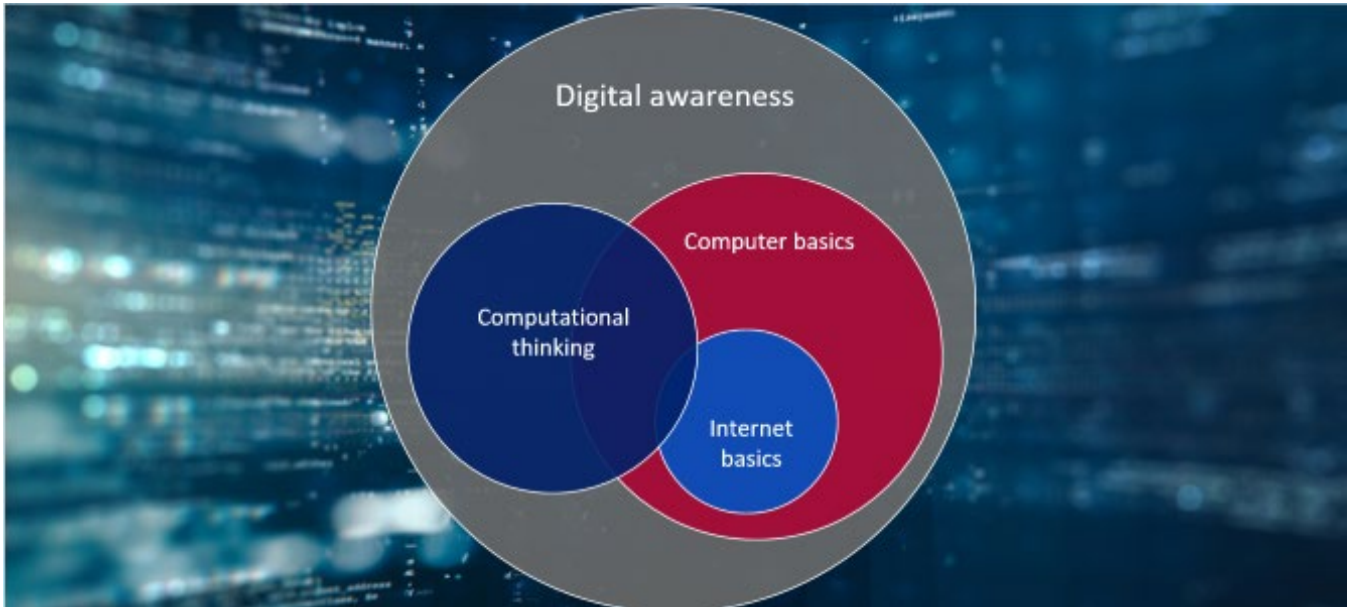 Digital awareness
Computer basics
Computational
thinking
Internet
basics